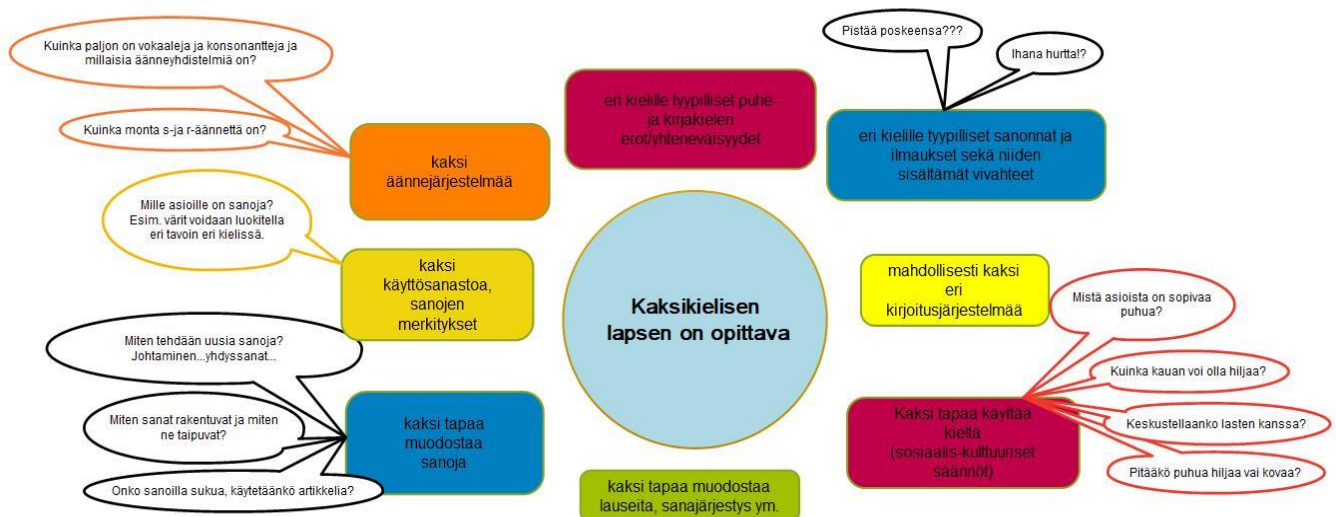 Kuinka paljon on vokaaleja ja konsonantteja ja
millaisia äänneyhdistelmiä on?
Kuinka monta s-ja r-äännettä on?
kaksi
äännejärjestelmää
eri kielille tyypilliset puhe-
ja kirjakielen
erot/yhteneväisyydet
Pistää poskeensa???
Ihana hurtta!?
eri kielille tyypilliset sanonnat ja
ilmaukset sekä niiden
sisältämät vivahteet
Mille asioille on sanoja?
Esim. värit voidaan luokitella
eri tavoin eri kielissä.
kaksi
käyttösanastoa,
sanojen
merkitykset
Kaksikielisen
lapsen on opittava
mahdollisesti kaksi
eri
kirjoitusjärjestelmää
Mistä asioista on sopivaa
puhua?
Kuinka kauan voi olla hiljaa?
Keskustellaanko lasten kanssa?
Pitääkö puhua hiljaa vai kovaa?
Kaksi tapaa käyttää
kieltä
(sosiaalis-kulttuuriset
säännöt)
Miten tehdään uusia sanoja?
Johtaminen...yhdyssanat...
Miten sanat rakentuvat ja miten
ne taipuvat?
Onko sanoilla sukua, käytetäänkö artikkelia?
kaksi tapaa
muodostaa
sanoja
kaksi tapaa muodostaa
lauseita, sanajärjestys ym.